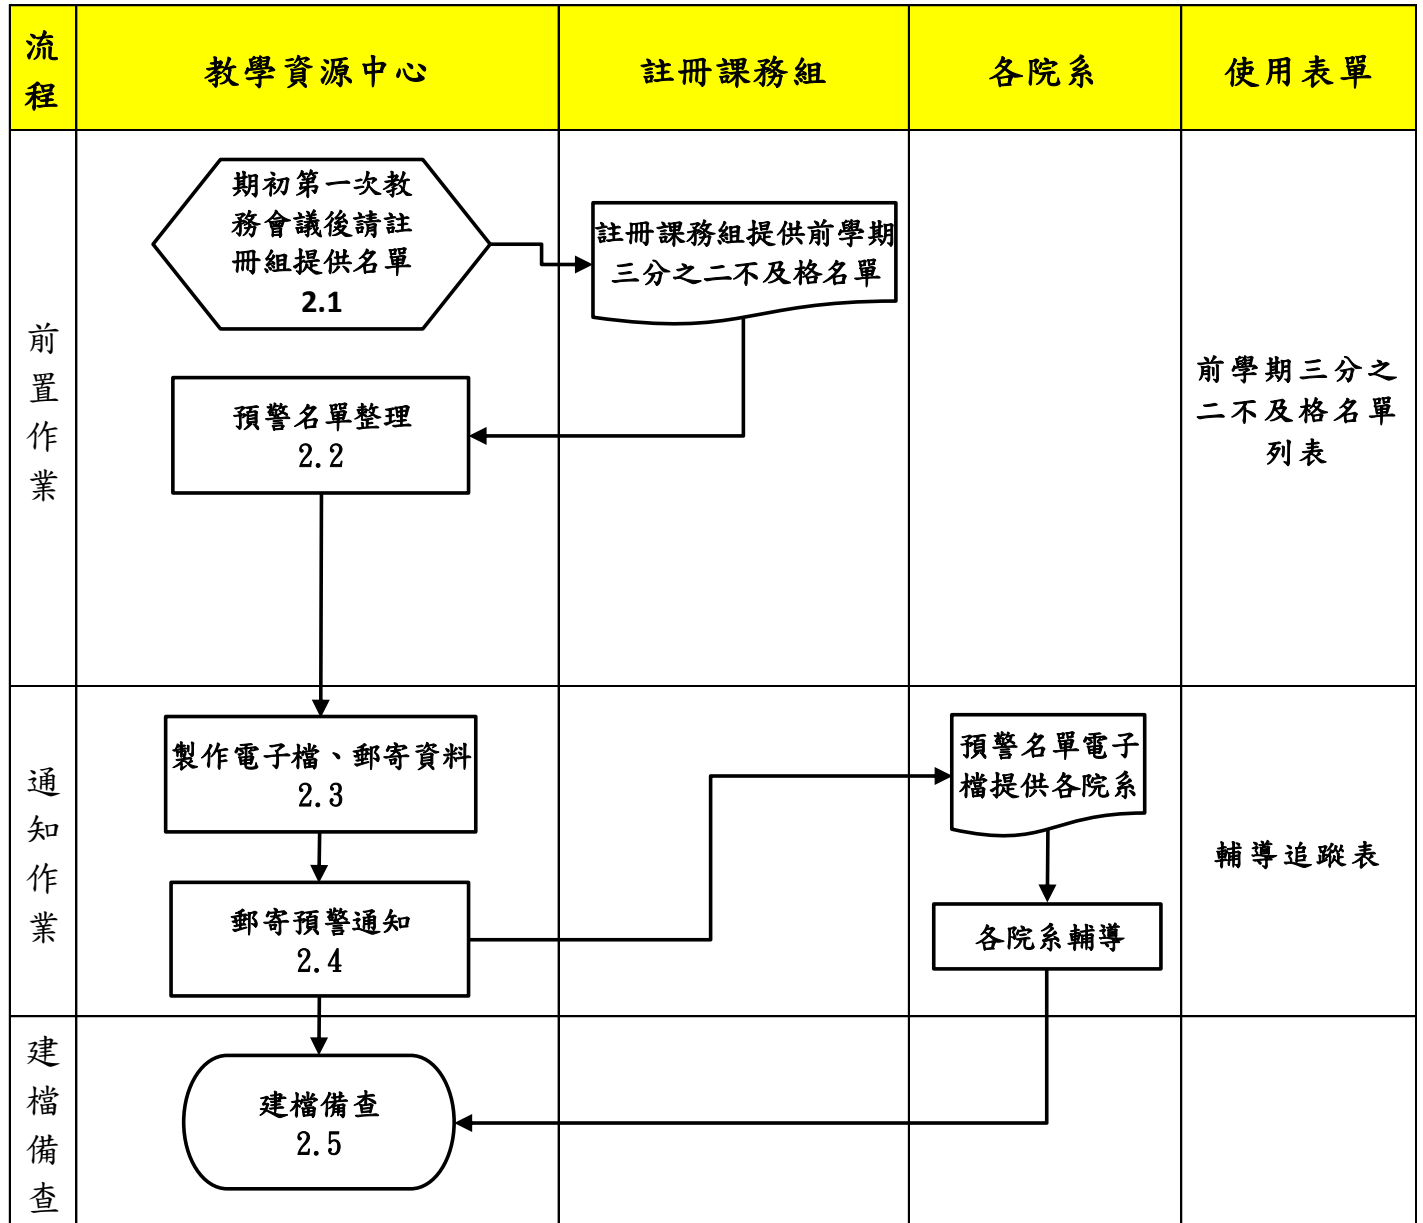 流
程
教學資源中心
註冊課務組
各院系
使用表單
前
置
作
業
期初第一次教
務會議後請註
冊組提供名單
2.1
註冊課務組提供前學期
三分之二不及格名單
預警名單整理
2.2
前學期三分之
二不及格名單
列表
通
知
作
業
製作電子檔、郵寄資料
2.3
預警名單電子
檔提供各院系
郵寄預警通知
2.4
各院系輔導
輔導追蹤表
建
檔
備
查
建檔備查
2.5